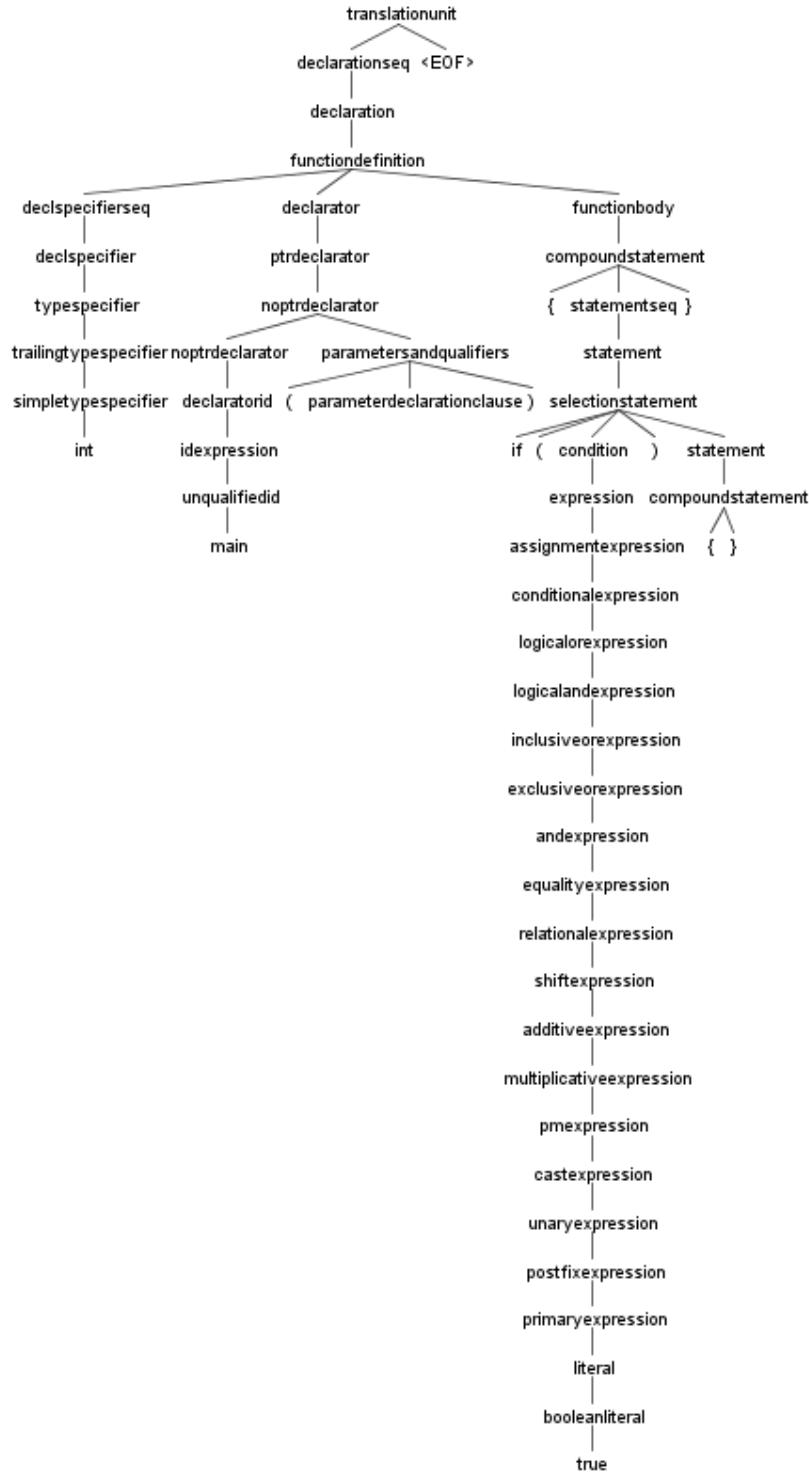 translationunit
declarationseq <EOF>
declaration
functiondefinition
declspecifierseq declarator functionbody
declspecifier ptrdeclarator compoundstatement
typespecifier noptrdeclarator { statementseq }
trailingtypespecifier noptrdeclarator parametersandqualifiers statement
simpletypespecifier declaratorid ( parameterdeclarationclause ) selectionstatement
int idexpression if ( condition ) statement
unqualifiedid expression compoundstatement
main assignmentexpression { }
conditionalexpression
logicalorexpression
logicalandexpression
inclusiveorexpression
exclusiveorexpression
andexpression
equalityexpression
relationalexpression
shiftexpression
additiveexpression
multiplicativeexpression
pmexpression
castexpression
unaryexpression
postfixexpression
primaryexpression
literal
booleanliteral
true